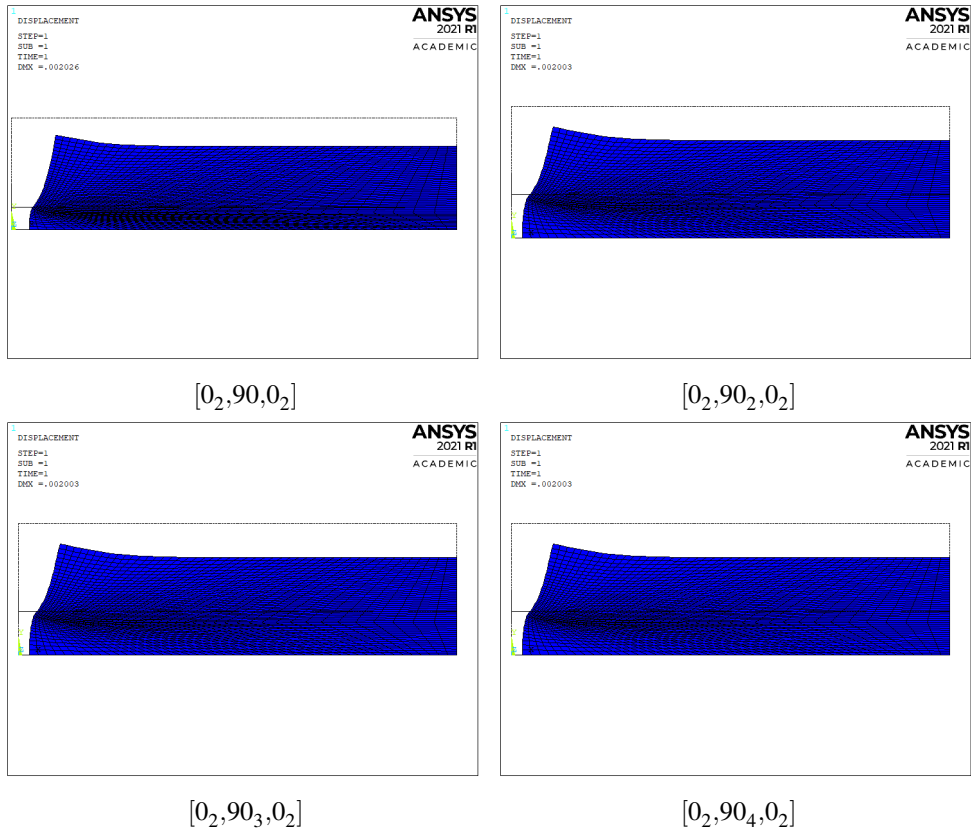 1
DISPLACEMENT
STEP=1
SUB =1
TIME=1
DMX =.002026
ANSYS
2021 R1
ACADEMIC
[0₂,90,0₂]
1
DISPLACEMENT
STEP=1
SUB =1
TIME=1
DMX =.002003
ANSYS
2021 R1
ACADEMIC
[0₂,90₂,0₂]
1
DISPLACEMENT
STEP=1
SUB =1
TIME=1
DMX =.002003
ANSYS
2021 R1
ACADEMIC
[0₂,90₃,0₂]
1
DISPLACEMENT
STEP=1
SUB =1
TIME=1
DMX =.002003
ANSYS
2021 R1
ACADEMIC
[0₂,90₄,0₂]